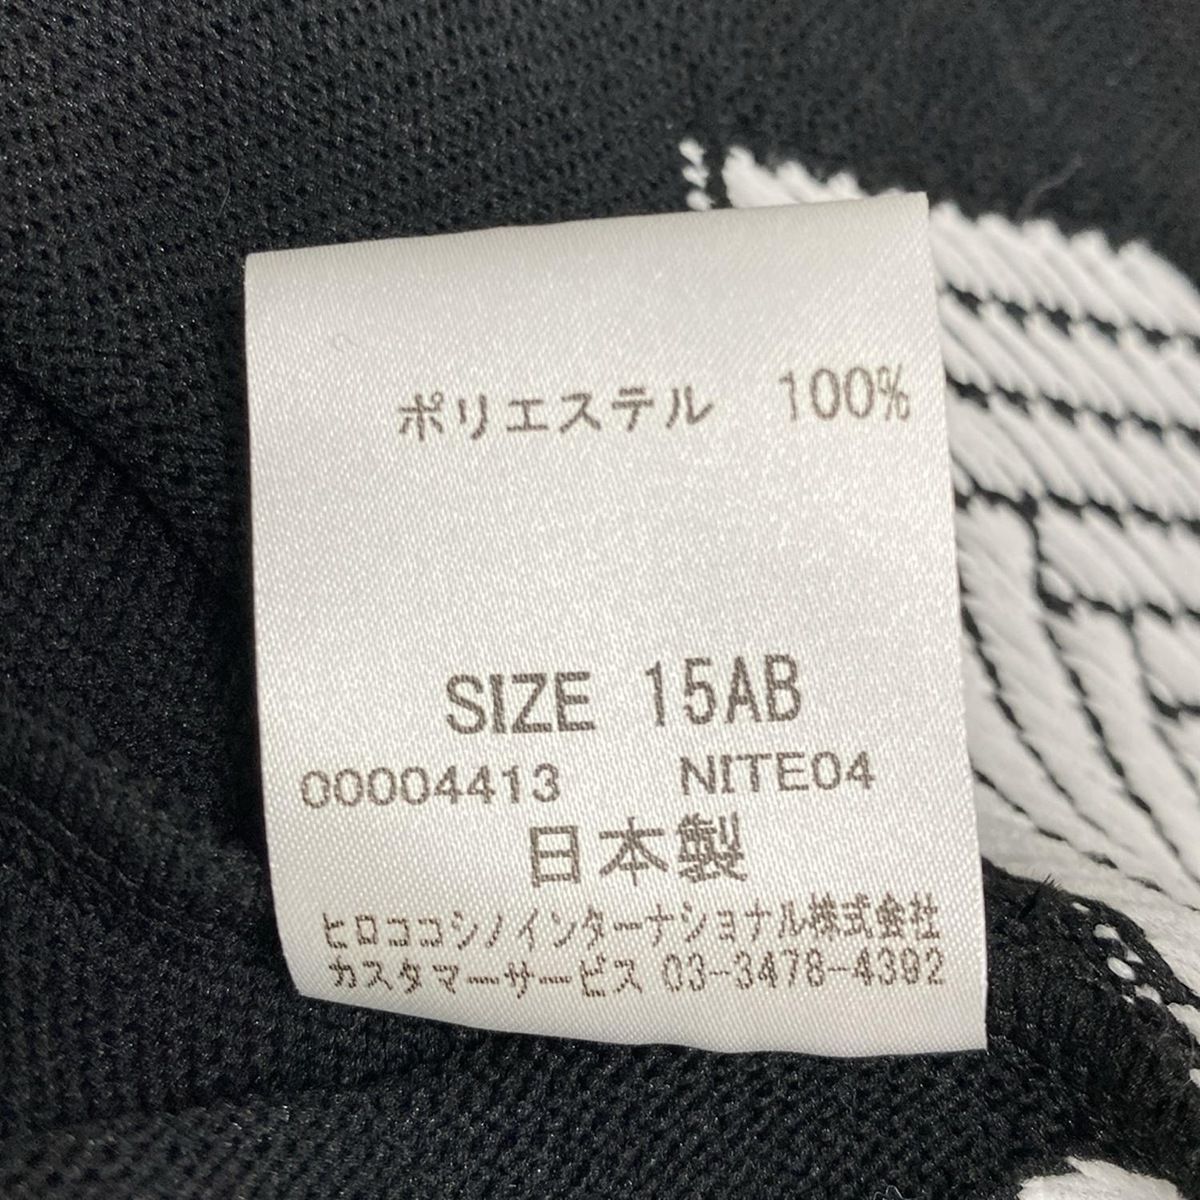 ポリエステル 100%
SIZE 15AB
00004413 NITE04
日本製
ヒロココシノインターナショナル株式会社
カスタマーサービス 03-3478-4392